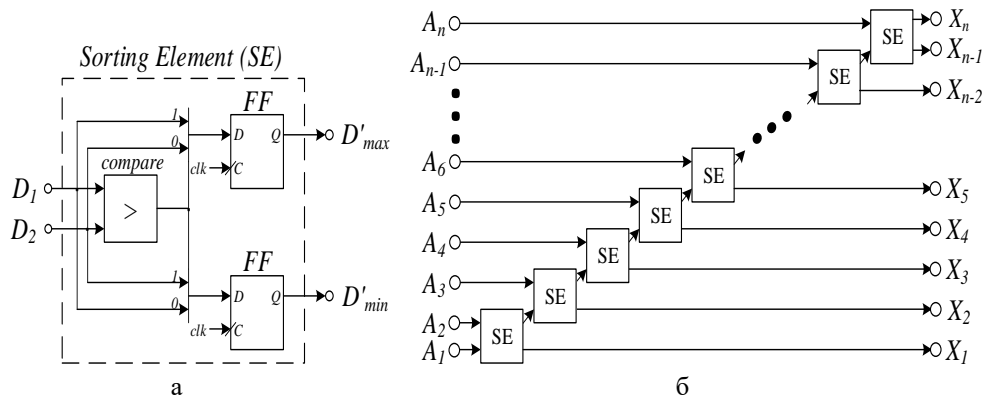 Sorting Element (SE)
FF
1
D Q
D'max
0
clk C
compare
D1
>
D2
FF
1
D Q
D'min
0
clk C
а
An
SE
Xn
Xn-1
An-1
SE
Xn-2
A6
SE
X5
A5
SE
X4
A4
SE
X3
A3
SE
X2
A2
SE
A1
X1
б